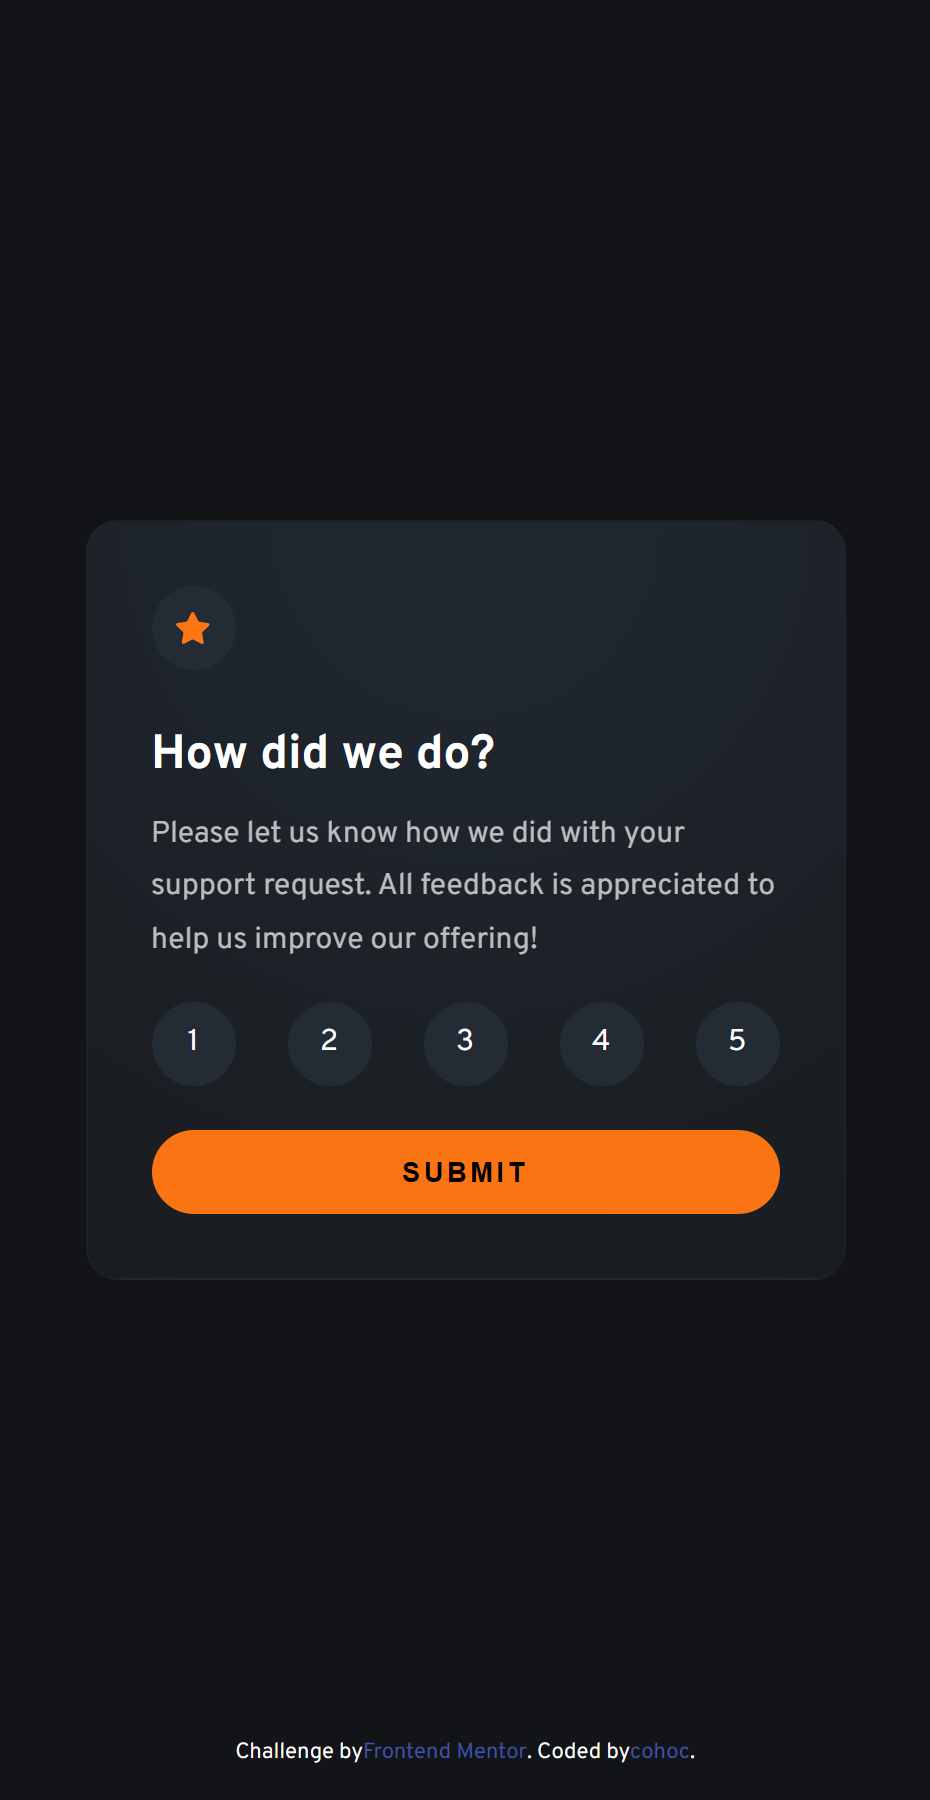 How did we do?
Please let us know how we did with your
support request. All feedback is appreciated to
help us improve our offering!
1 2 3 4 5
SUBMIT
Challenge byFrontend Mentor. Coded bycohoc.